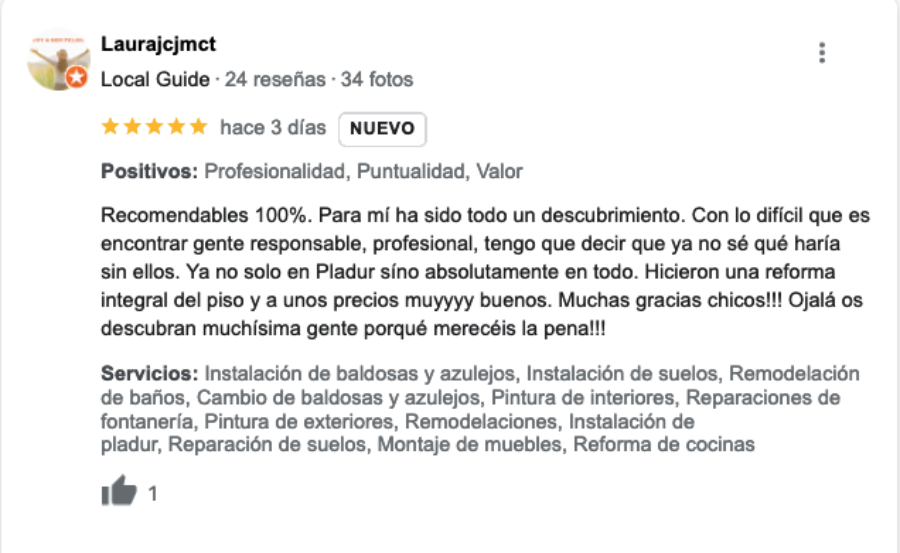 Laurajcjmct
Local Guide · 24 reseñas · 34 fotos
★★★★★ hace 3 días NUEVO
Positivos: Profesionalidad, Puntualidad, Valor
Recomendables 100%. Para mí ha sido todo un descubrimiento. Con lo difícil que es
encontrar gente responsable, profesional, tengo que decir que ya no sé qué haría
sin ellos. Ya no solo en Pladur síno absolutamente en todo. Hicieron una reforma
integral del piso y a unos precios muyyyy buenos. Muchas gracias chicos!!! Ojalá os
descubran muchísima gente porqué merecéis la pena!!!
Servicios: Instalación de baldosas y azulejos, Instalación de suelos, Remodelación
de baños, Cambio de baldosas y azulejos, Pintura de interiores, Reparaciones de
fontanería, Pintura de exteriores, Remodelaciones, Instalación de
pladur, Reparación de suelos, Montaje de muebles, Reforma de cocinas
1